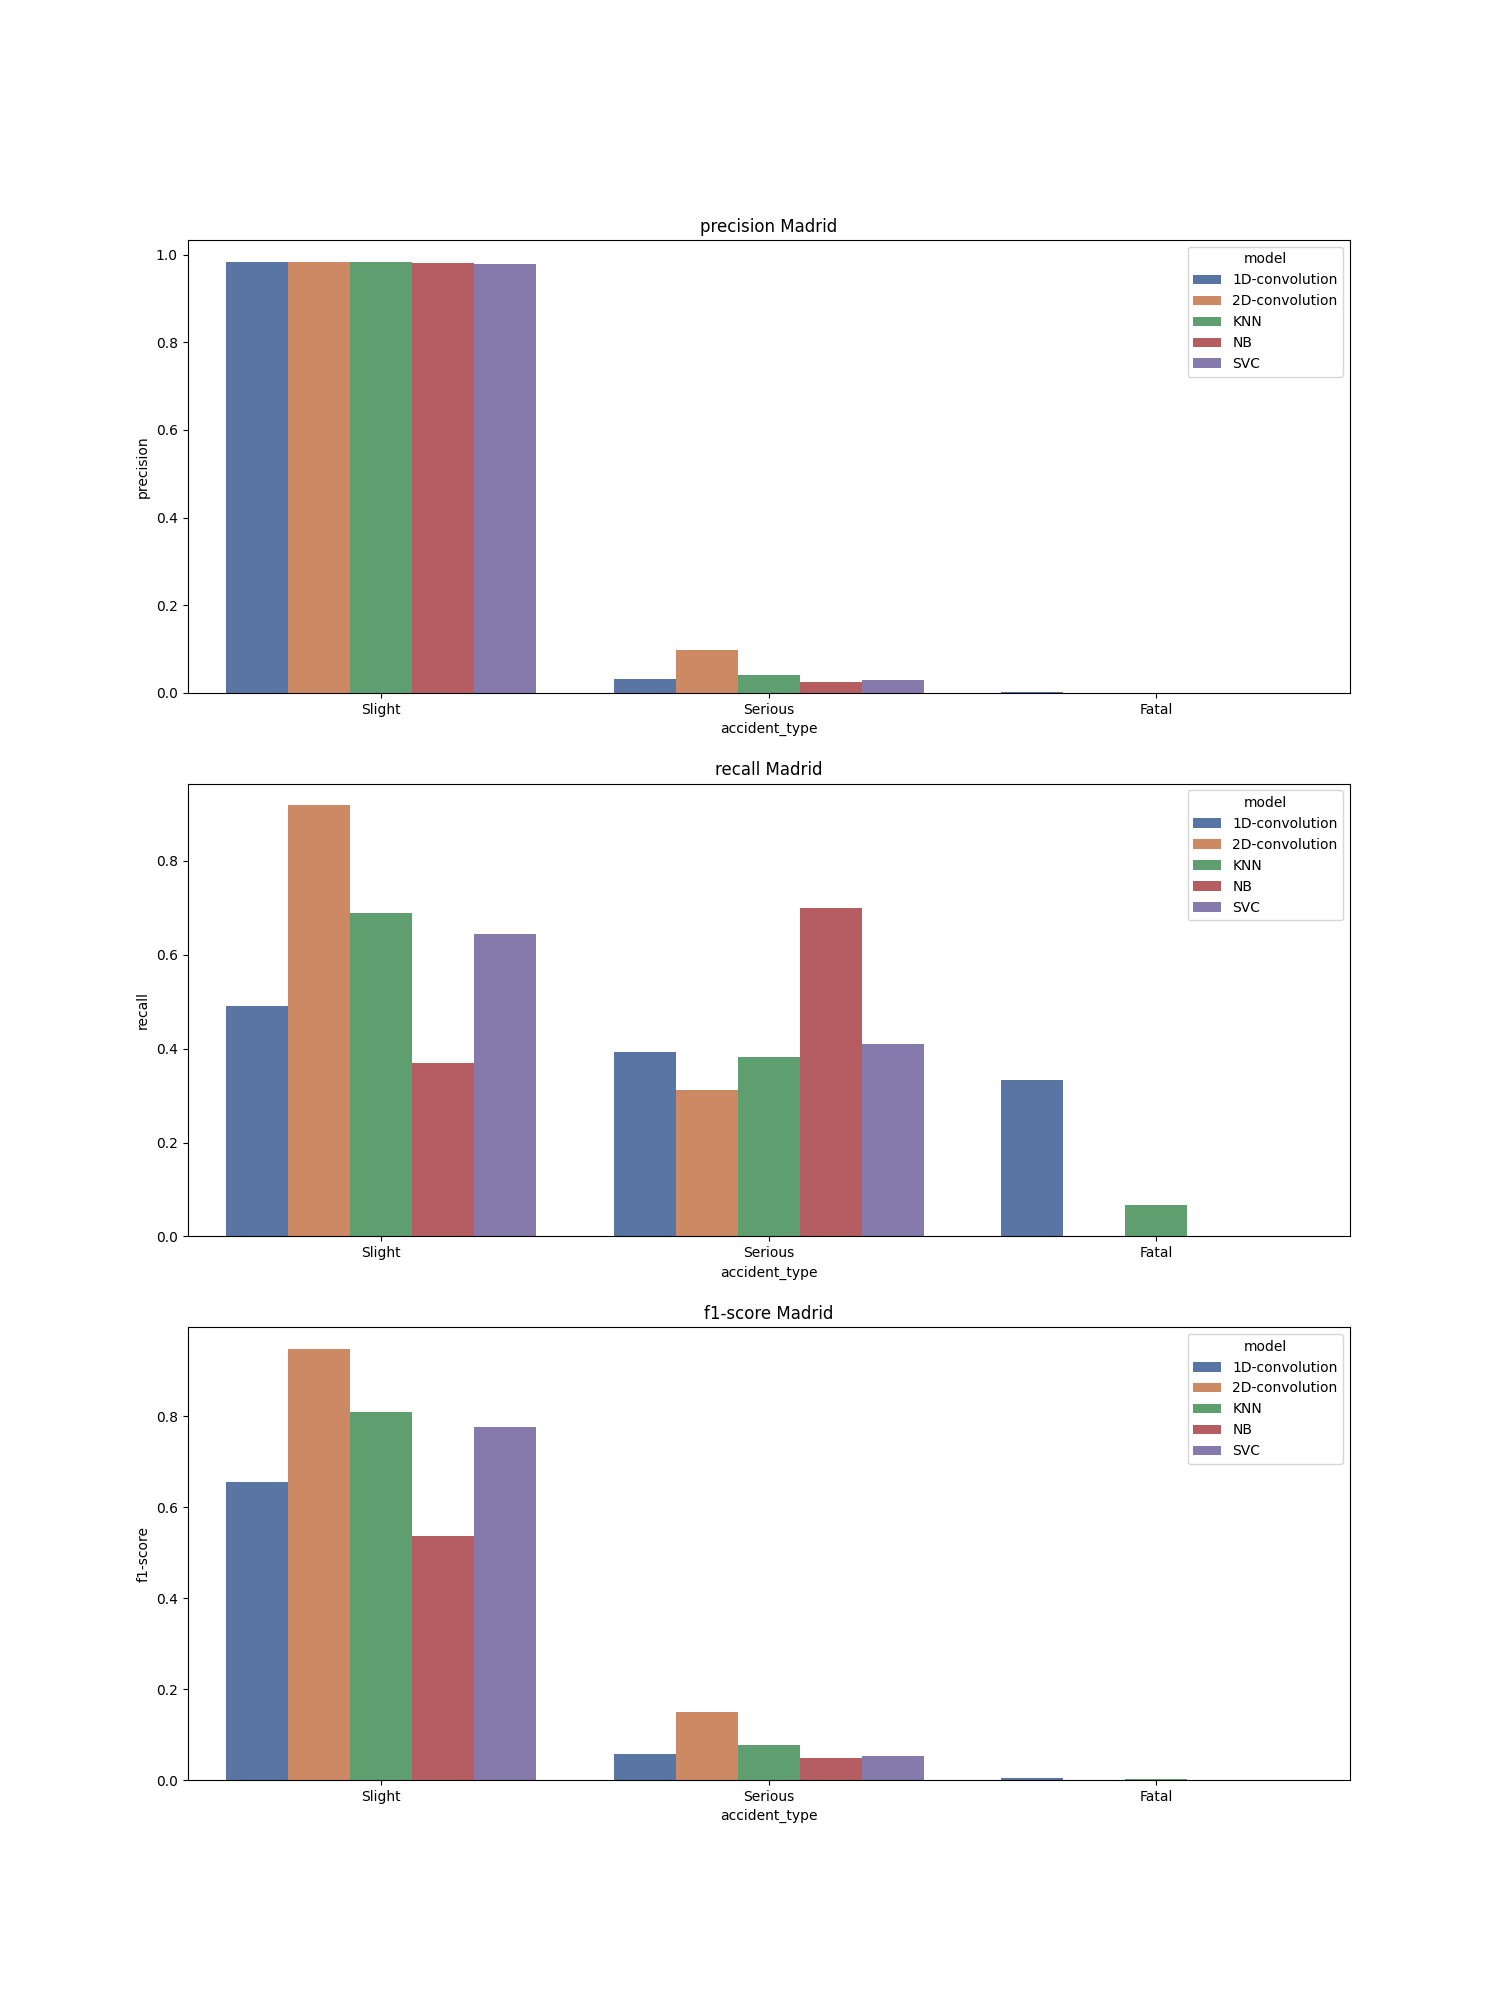 precision Madrid
1.0
0.8
0.6
0.4
0.2
0.0
precision
Slight
Serious
Fatal
accident_type
model
1D-convolution
2D-convolution
KNN
NB
SVC
recall Madrid
0.8
0.6
0.4
0.2
0.0
recall
Slight
Serious
Fatal
accident_type
model
1D-convolution
2D-convolution
KNN
NB
SVC
f1-score Madrid
0.8
0.6
0.4
0.2
0.0
f1-score
Slight
Serious
Fatal
accident_type
model
1D-convolution
2D-convolution
KNN
NB
SVC